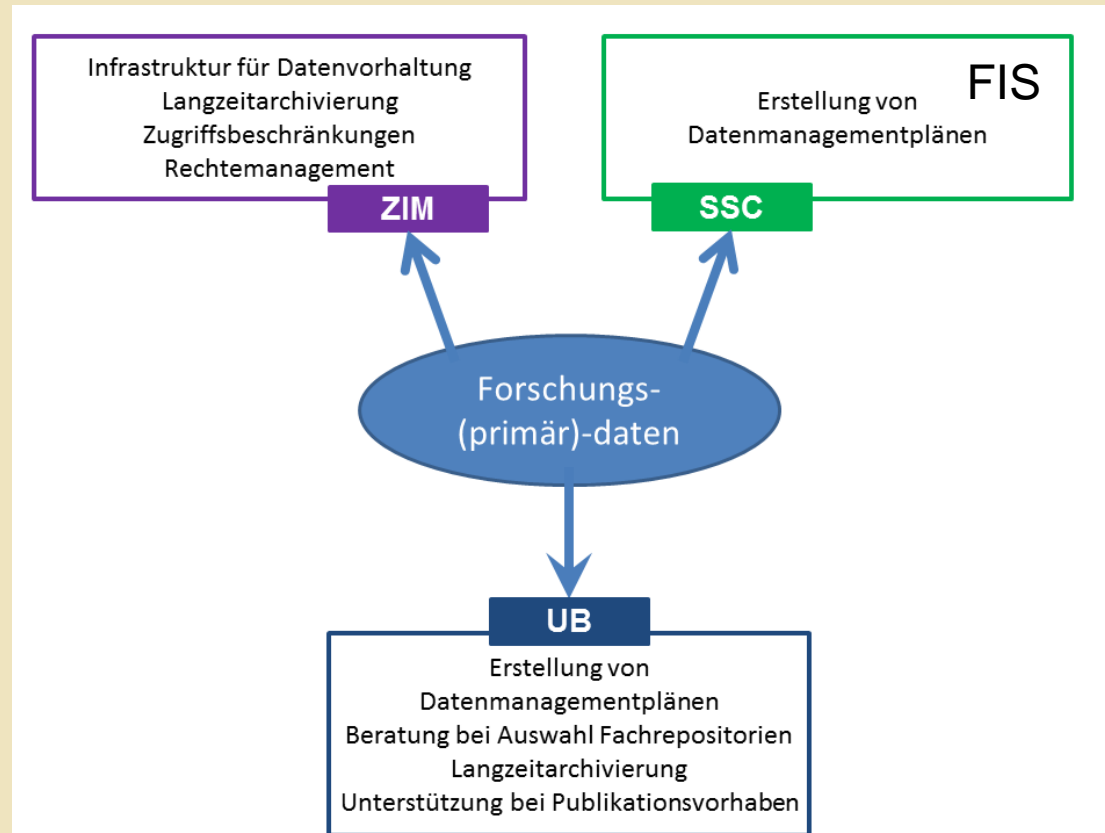 Infrastruktur für Datenvorhaltung
Langzeitarchivierung
Zugriffsbeschränkungen
Rechtemanagement
ZIM
FIS
Erstellung von
Datenmanagementplänen
SSC
Forschungs-
(primär)-daten
UB
Erstellung von
Datenmanagementplänen
Beratung bei Auswahl Fachrepositorien
Langzeitarchivierung
Unterstützung bei Publikationsvorhaben